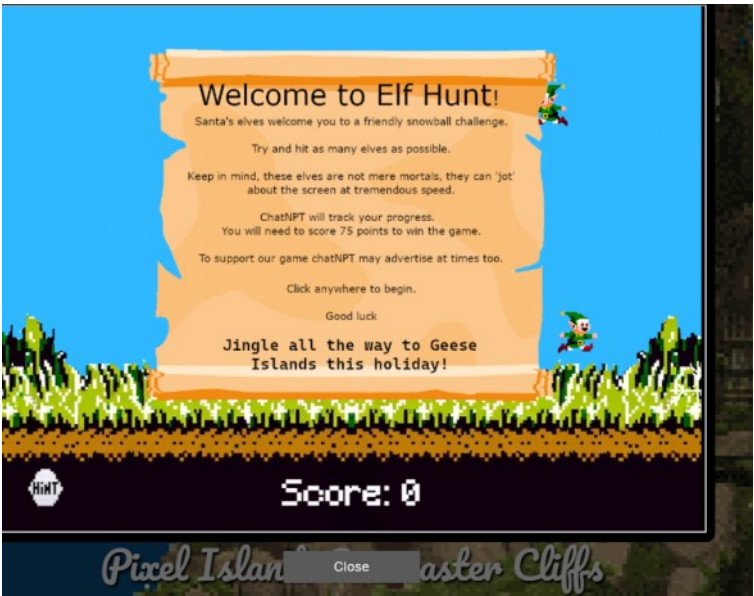 Welcome to Elf Hunt!
Santa's elves welcome you to a friendly snowball challenge.
Try and hit as many elves as possible.
Keep in mind, these elves are not mere mortals, they can 'jot'
about the screen at tremendous speed.
ChatNPT will track your progress.
You will need to score 75 points to win the game.
To support our game chatNPT may advertise at times too.
Click anywhere to begin.
Good luck
Jingle all the way to Geese
Islands this holiday!
HiNT
Score: 0
Pixel Islan
Close
aster Cliffs